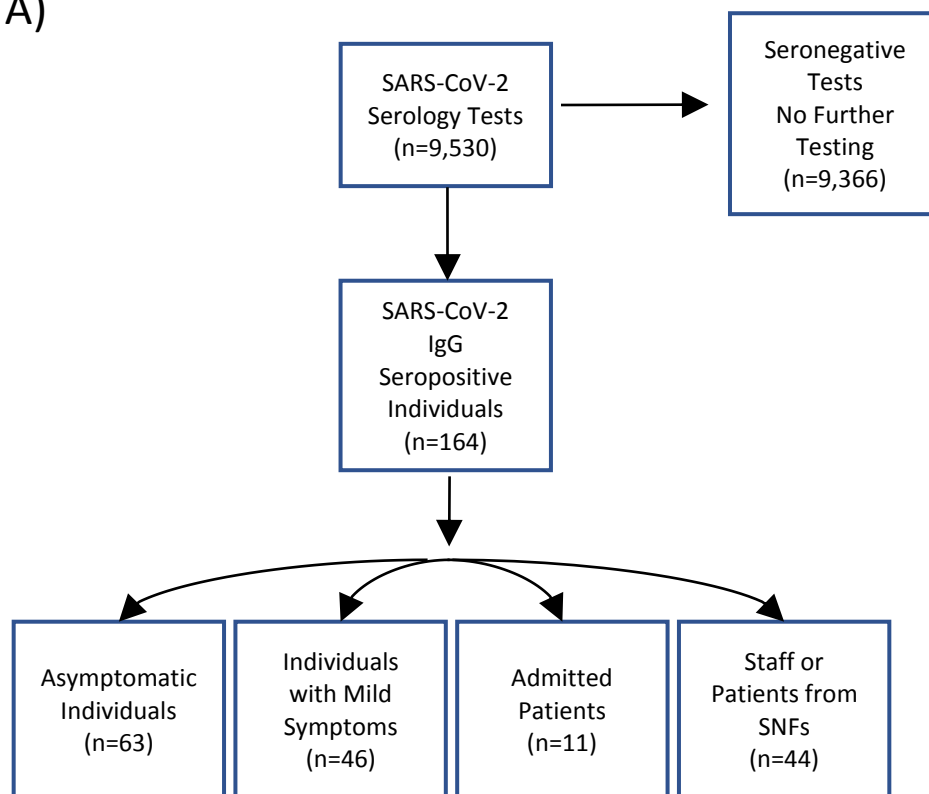 A)
SARS-CoV-2
Serology Tests
(n=9,530)
Seronegative
Tests
No Further
Testing
(n=9,366)
SARS-CoV-2
IgG
Seropositive
Individuals
(n=164)
Asymptomatic
Individuals
(n=63)
Individuals
with Mild
Symptoms
(n=46)
Admitted
Patients
(n=11)
Staff or
Patients from
SNFs
(n=44)